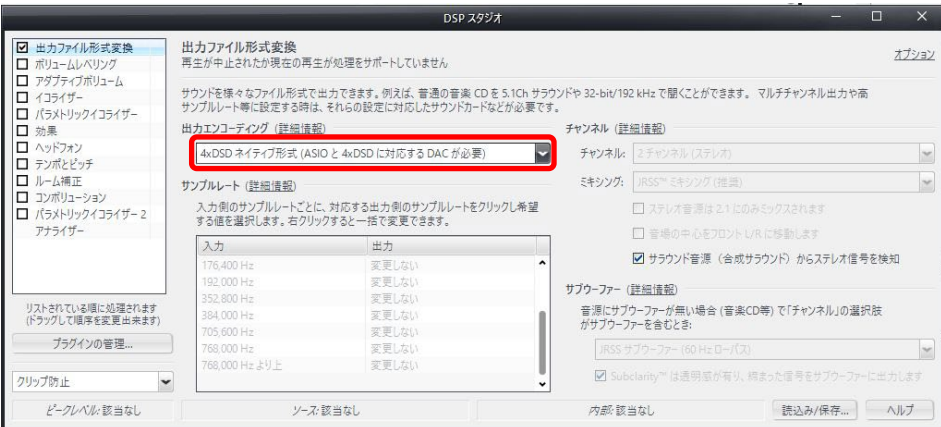 DSP スタジオ
出力ファイル形式変換
ボリュームレベリング
アダプティブボリューム
イコライザー
パラメトリックイコライザー
効果
ヘッドフォン
テンポとピッチ
ルーム補正
コンボリューション
パラメトリックイコライザー 2
アナライザー
リストされている順に処理されます
(ドラッグして順序を変更出来ます)
プラグインの管理...
クリップ防止
出力ファイル形式変換
再生が中止されたか現在の再生が処理をサポートしていません
オプション
サウンドを様々なファイル形式で出力できます。例えば、普通の音楽 CD を 5.1Ch サラウンドや 32-bit/192 kHz で聞くことができます。 マルチチャンネル出力や高
サンプルレート等に設定する時は、それらの設定に対応したサウンドカードなどが必要です。
出力エンコーディング (詳細情報)
4xDSD ネイティブ形式 (ASIO と 4xDSD に対応する DAC が必要)
サンプルレート (詳細情報)
入力側のサンプルレートごとに、対応する出力側のサンプルレートをクリックし希望
する値を選択します。右クリックすると一括で変更できます。
入力 出力
176,400 Hz 変更しない
192,000 Hz 変更しない
352,800 Hz 変更しない
384,000 Hz 変更しない
705,600 Hz 変更しない
768,000 Hz 変更しない
768,000 Hz より上 変更しない
チャンネル (詳細情報)
チャンネル: 2 チャンネル (ステレオ)
ミキシング: JRSS™ ミキシング (推奨)
ステレオ音源は 2.1 にのみミックスされます
音場の中心をフロント L/R に移動します
サラウンド音源 (合成サラウンド) からステレオ信号を検知
サブウーファー (詳細情報)
音源にサブウーファーが無い場合 (音楽CD等) で「チャンネル」の選択肢
がサブウーファーを含むとき:
JRSS サブウーファー (60 Hz ローパス)
Subclarity™ は透明感が有り、締まった信号をサブウーファーに出力します
ピークレベル: 該当なし ソース: 該当なし 内部: 該当なし 読込み/保存... ヘルプ